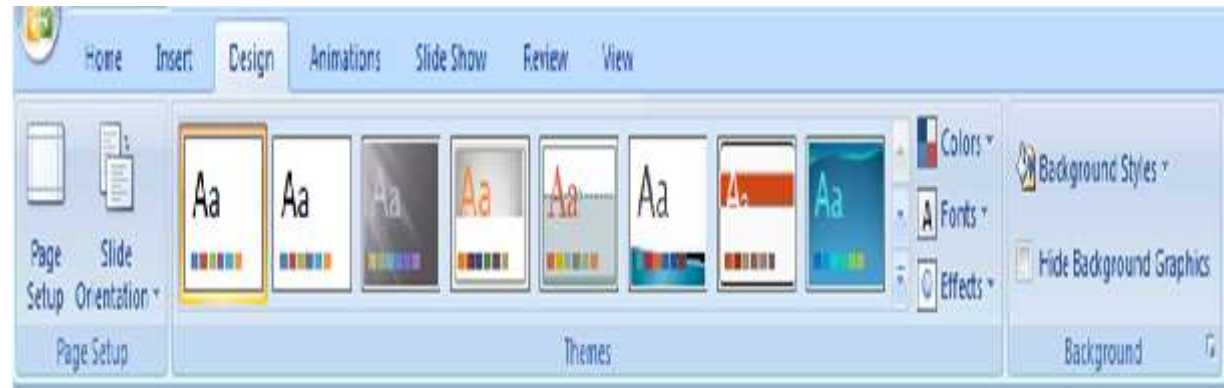 Home Insert Design Animations Slide Show Review View
Aa Aa Aa Aa Aa Aa Aa Aa
Page Setup
Slide Orientation
Colors
A Fonts
Effects
Background Styles
Hide Background Graphics
Page Setup Themes Background